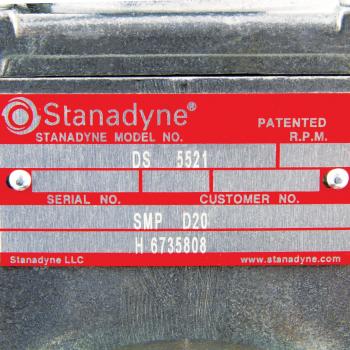 Stanadyne®
PATENTED
STANADYNE MODEL NO.
R.P.M.
DS 5521
SERIAL NO. CUSTOMER NO.
SMP D20
H 6735808
Stanadyne LLC www.stanadyne.com